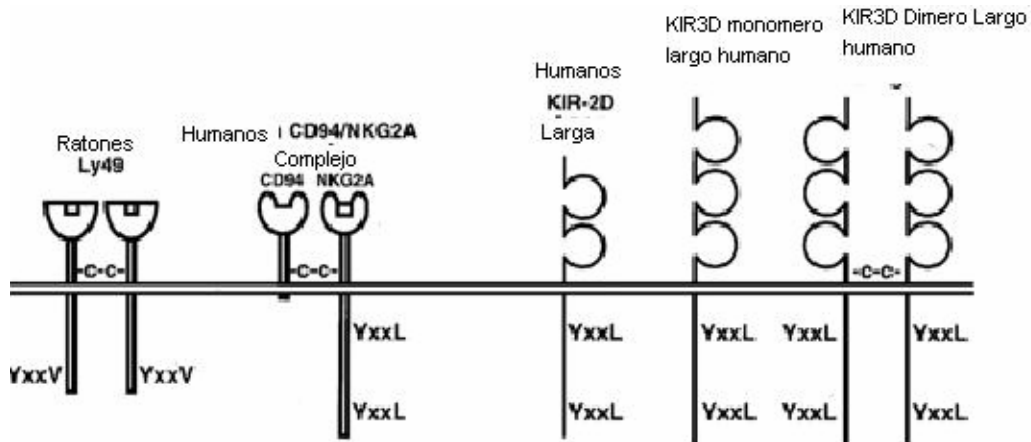 Ratones
Ly49
Humanos CD94/NKG2A
Complejo
CD94 NKG2A
Humanos
KIR-2D
Larga
KIR3D monomero
largo humano
KIR3D Dimero Largo
humano
-C-C-
-C-C-
-C-C-
YxxV YxxV
YxxL YxxL YxxL YxxL YxxL
YxxL YxxL YxxL YxxL YxxL